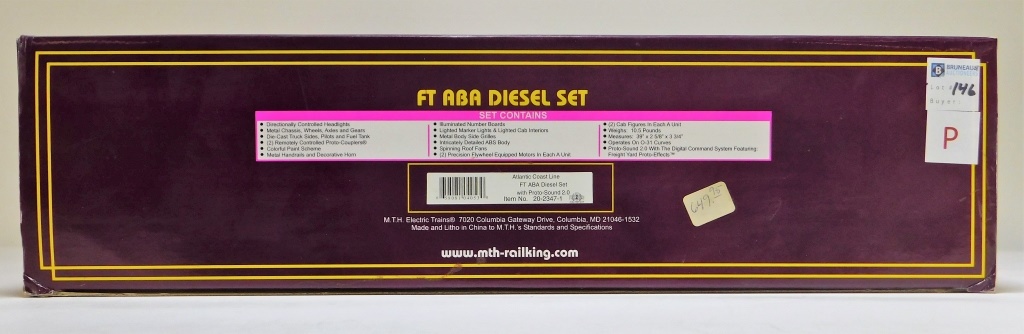 FT ABA DIESEL SET
SET CONTAINS
• Directionally Controlled Headlights
• Metal Chassis, Wheels, Axles and Gears
• Die-Cast Truck Sides, Pilots and Fuel Tank
• (2) Remotely Controlled Proto-Couplers®
• Colorful Paint Scheme
• Metal Handrails and Decorative Horn
• Illuminated Number Boards
• Lighted Marker Lights & Lighted Cab Interiors
• Metal Body Side Grilles
• Intricately Detailed ABS Body
• Spinning Roof Fans
• (2) Precision Flywheel Equipped Motors In Each A Unit
• (2) Cab Figures In Each A Unit
• Weighs: 10.5 Pounds
• Measures: 39" x 2 5/8" x 3 3/4"
• Operates On O-31 Curves
• Proto-Sound 2.0 With The Digital Command System Featuring:
Freight Yard Proto-Effects™
Atlantic Coast Line
FT ABA Diesel Set
with Proto-Sound 2.0
Item No. 20-2347-1
M.T.H. Electric Trains® 7020 Columbia Gateway Drive, Columbia, MD 21046-1532
Made and Litho in China to M.T.H.'s Standards and Specifications
www.mth-railking.com
649.95
B
Lot # 146
Buyer:
P